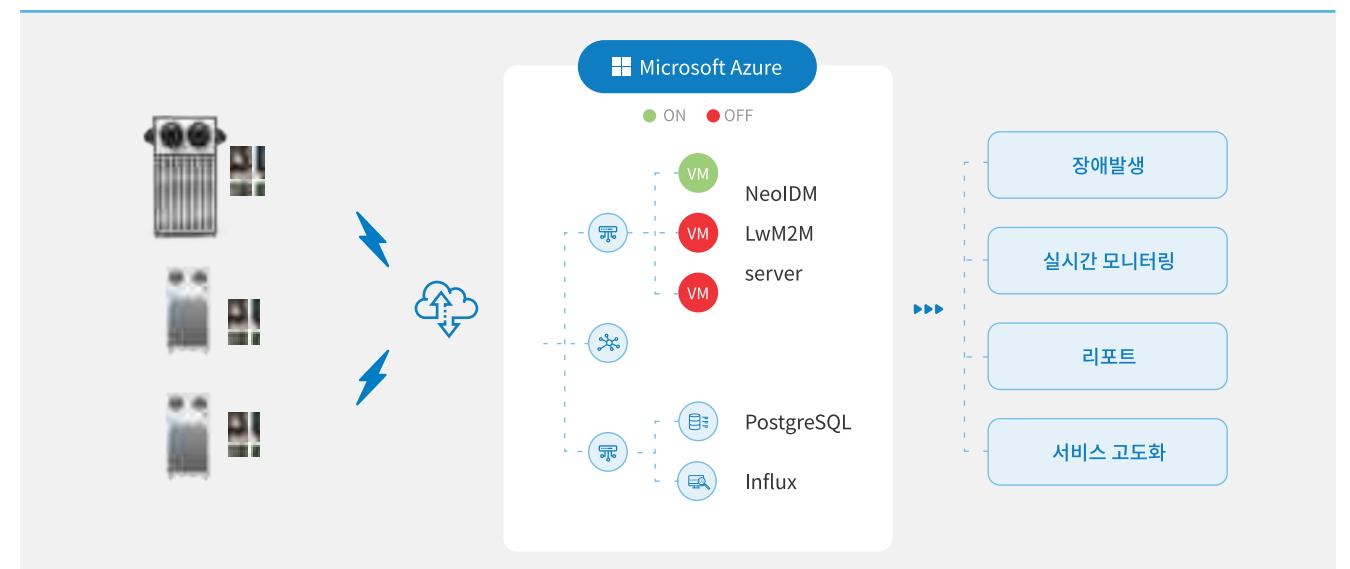 Microsoft Azure
ON
OFF
VM
NeoIDM
VM
LwM2M
server
VM
PostgreSQL
Influx
장애발생
실시간 모니터링
리포트
서비스 고도화